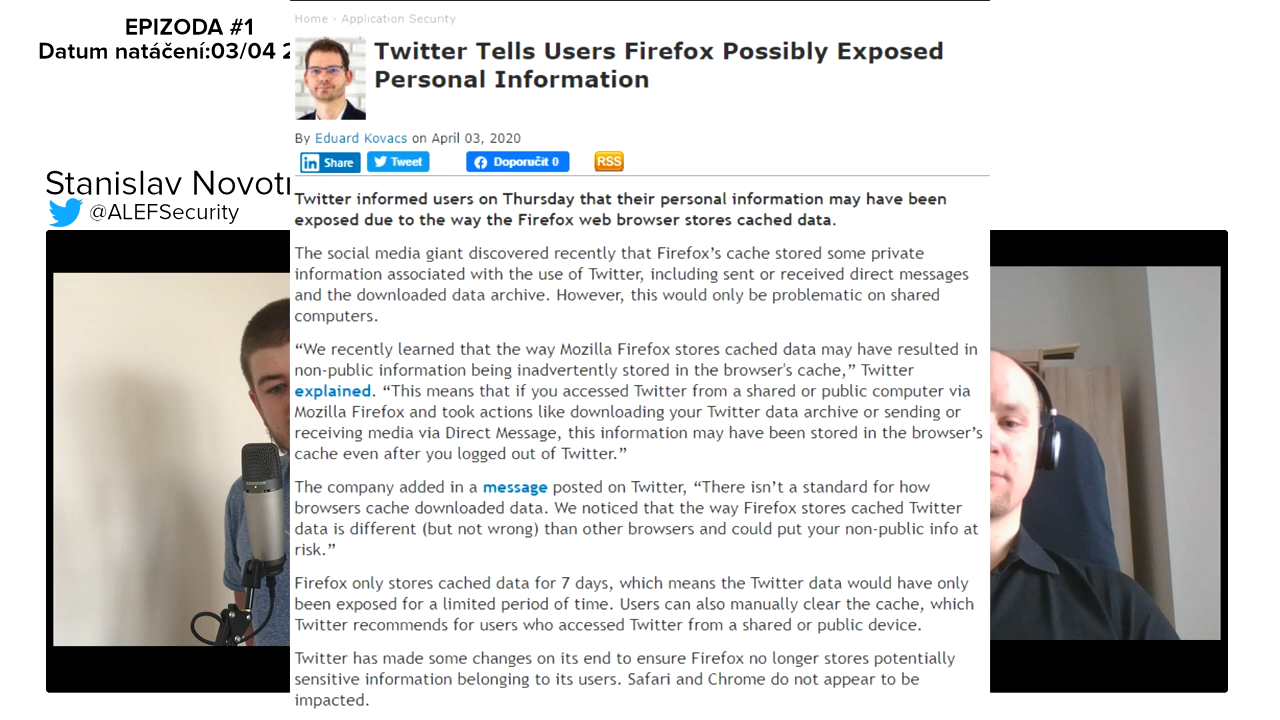 EPIZODA #1
Datum natáčení:03/04
Stanislav
@ALEFSecurity
Home › Application Security
Twitter Tells Users Firefox Possibly Exposed
Personal Information
By Eduard Kovacs on April 03, 2020
in Share Tweet Doporučit 0 RSS
Twitter informed users on Thursday that their personal information may have been
exposed due to the way the Firefox web browser stores cached data.
The social media giant discovered recently that Firefox’s cache stored some private
information associated with the use of Twitter, including sent or received direct messages
and the downloaded data archive. However, this would only be problematic on shared
computers.
“We recently learned that the way Mozilla Firefox stores cached data may have resulted in
non-public information being inadvertently stored in the browser's cache,” Twitter
explained. “This means that if you accessed Twitter from a shared or public computer via
Mozilla Firefox and took actions like downloading your Twitter data archive or sending or
receiving media via Direct Message, this information may have been stored in the browser’s
cache even after you logged out of Twitter.”
The company added in a message posted on Twitter, “There isn’t a standard for how
browsers cache downloaded data. We noticed that the way Firefox stores cached Twitter
data is different (but not wrong) than other browsers and could put your non-public info at
risk.”
Firefox only stores cached data for 7 days, which means the Twitter data would have only
been exposed for a limited period of time. Users can also manually clear the cache, which
Twitter recommends for users who accessed Twitter from a shared or public device.
Twitter has made some changes on its end to ensure Firefox no longer stores potentially
sensitive information belonging to its users. Safari and Chrome do not appear to be
impacted.